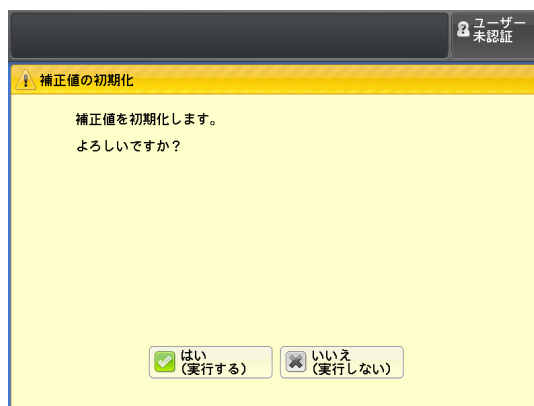 ユーザー
未認証
補正値の初期化
補正値を初期化します。
よろしいですか？
はい
（実行する）
いいえ
（実行しない）